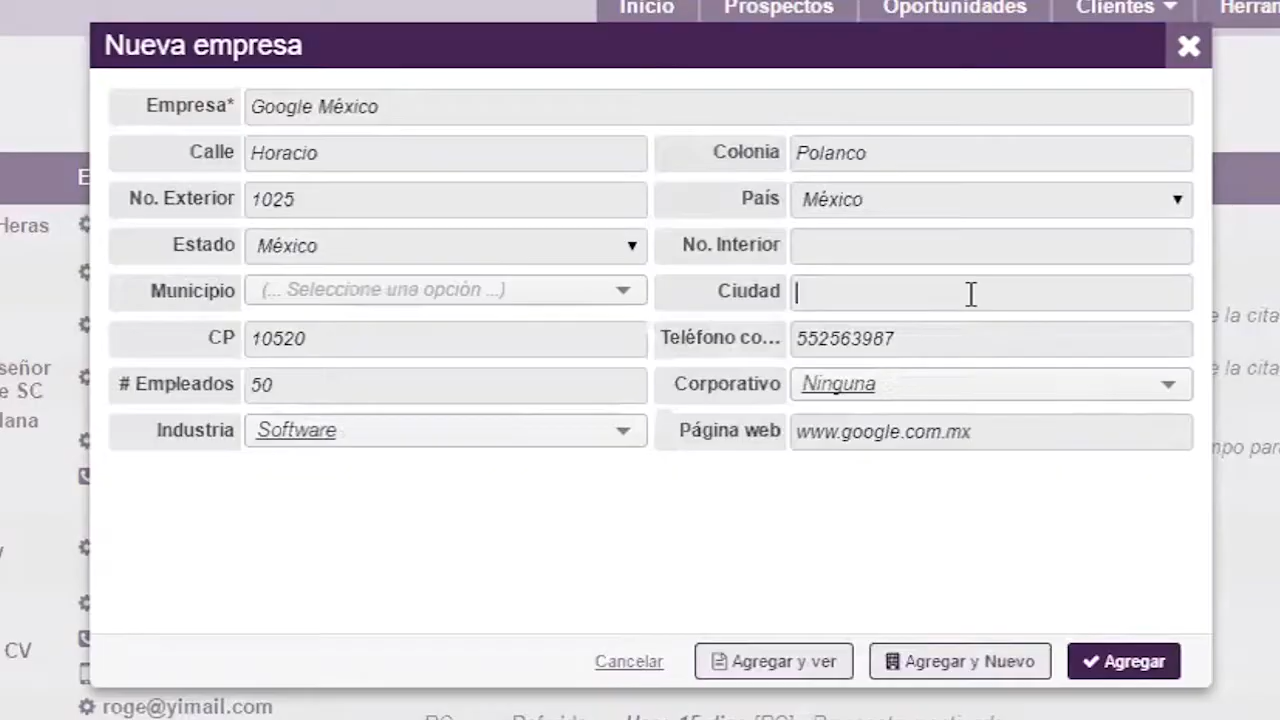 Inicio Prospectos Oportunidades Clientes Herran
Nueva empresa
Empresa* Google México
Calle Horacio Colonia Polanco
No. Exterior 1025 País México
Heras
Estado México No. Interior
Municipio (... Seleccione una opción ...) Ciudad
e la cita
CP 10520 Teléfono co... 552563987
señor
e la cita
# Empleados 50 Corporativo Ninguna
e SC
lana
Industria Software Página web www.google.com.mx
mpo par
CV
Cancelar Agregar y ver Agregar y Nuevo Agregar
roge@yimail.com